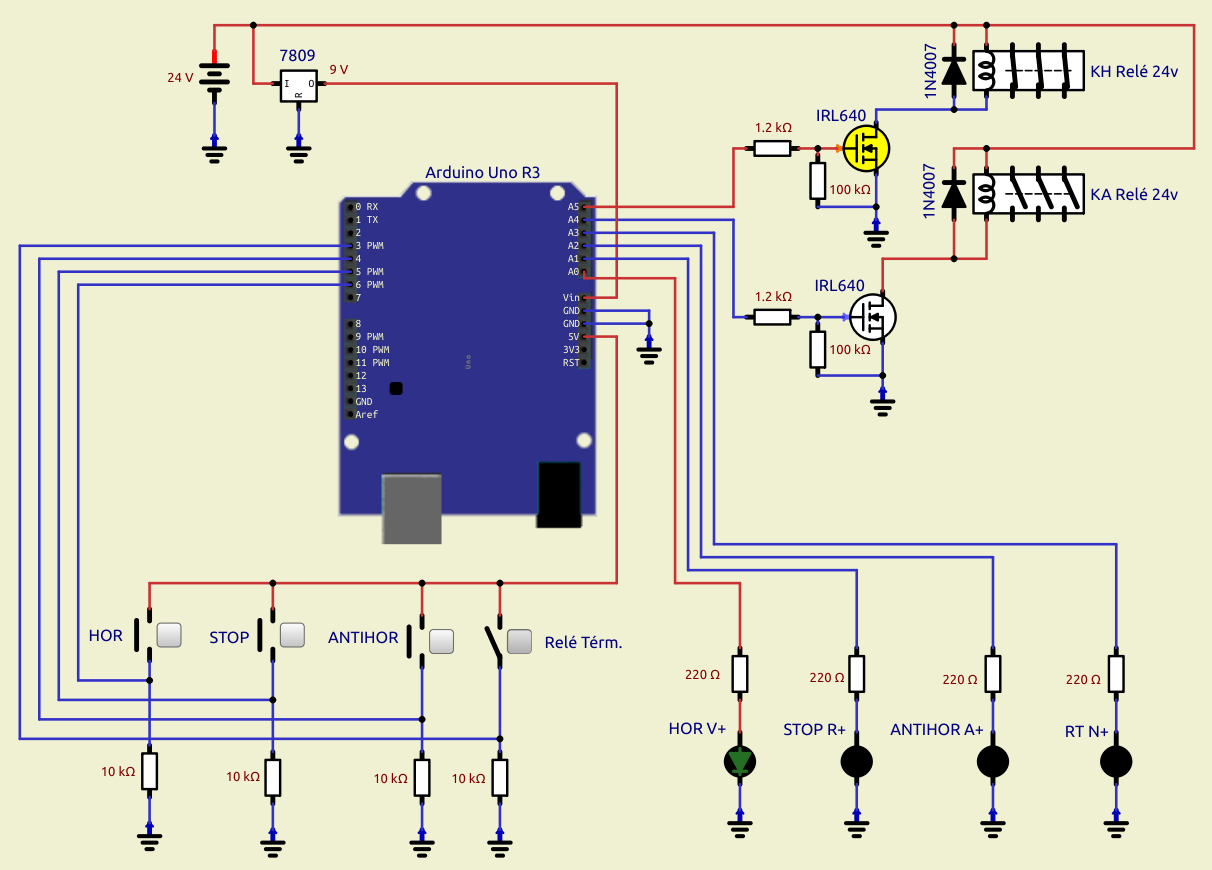 7809
24 V
9 V
I
O
R
1N4007
KH Relé 24v
IRL640
1.2 kΩ
100 kΩ
1N4007
KA Relé 24v
IRL640
1.2 kΩ
100 kΩ
Arduino Uno R3
0 RX
1 TX
2
3 PWM
4
5 PWM
6 PWM
7
8
9 PWM
10 PWM
11 PWM
12
13
GND
Aref
A5
A4
A3
A2
A1
A0
Vin
GND
GND
5V
3V3
RST
Uno
HOR
STOP
ANTIHOR
Relé Térm.
10 kΩ
10 kΩ
10 kΩ
10 kΩ
220 Ω
220 Ω
220 Ω
220 Ω
HOR V+
STOP R+
ANTIHOR A+
RT N+